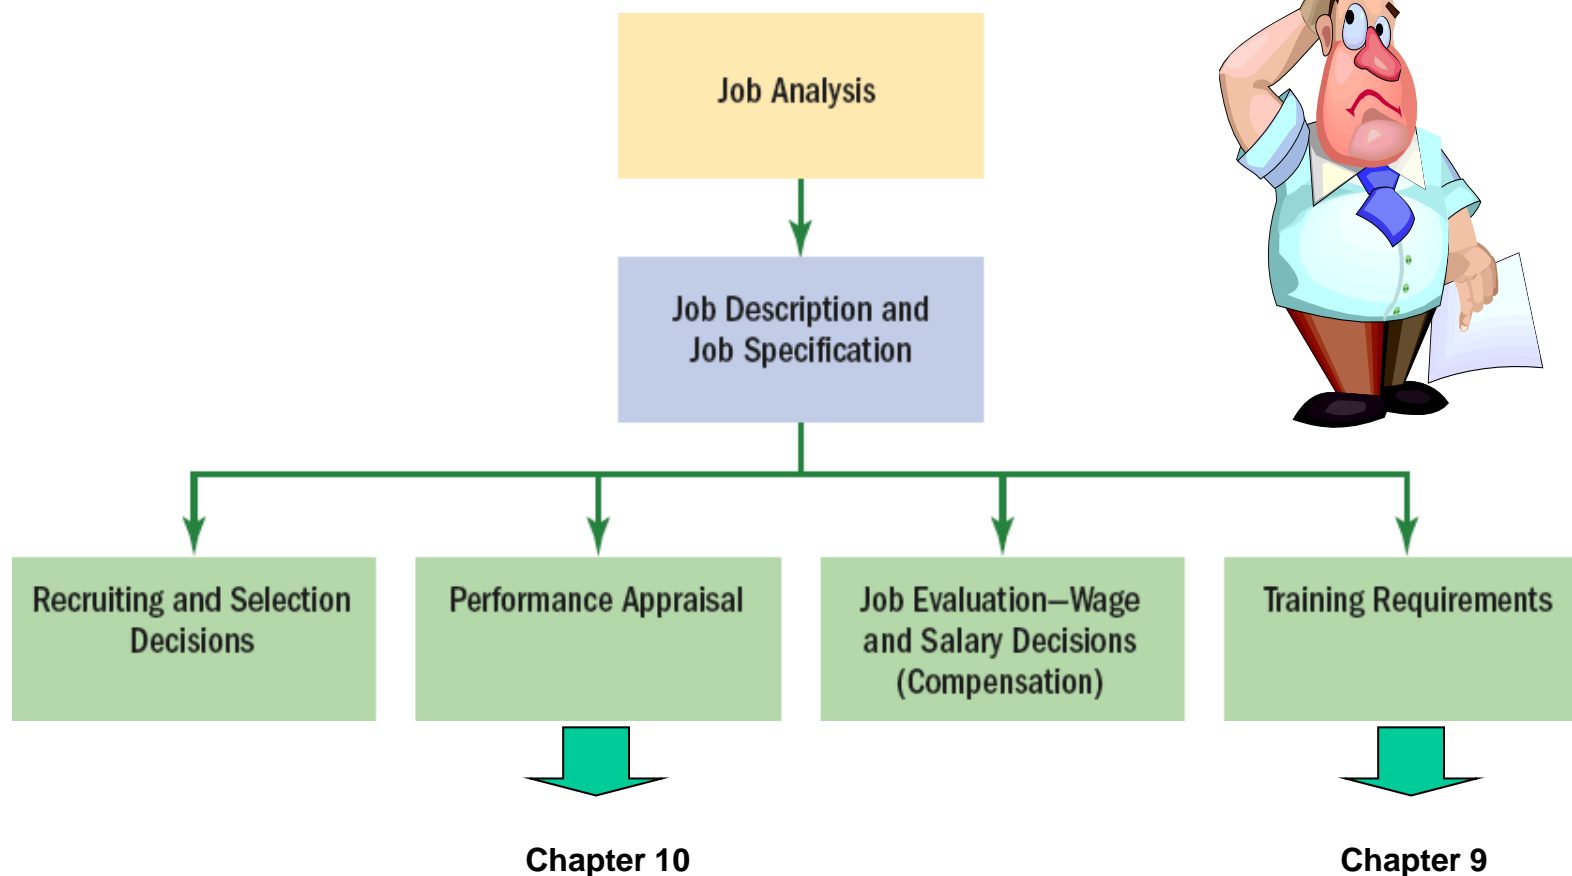 Job Analysis
Job Description and
Job Specification
Recruiting and Selection
Decisions
Performance Appraisal
Job Evaluation—Wage
and Salary Decisions
(Compensation)
Training Requirements
Chapter 10
Chapter 9